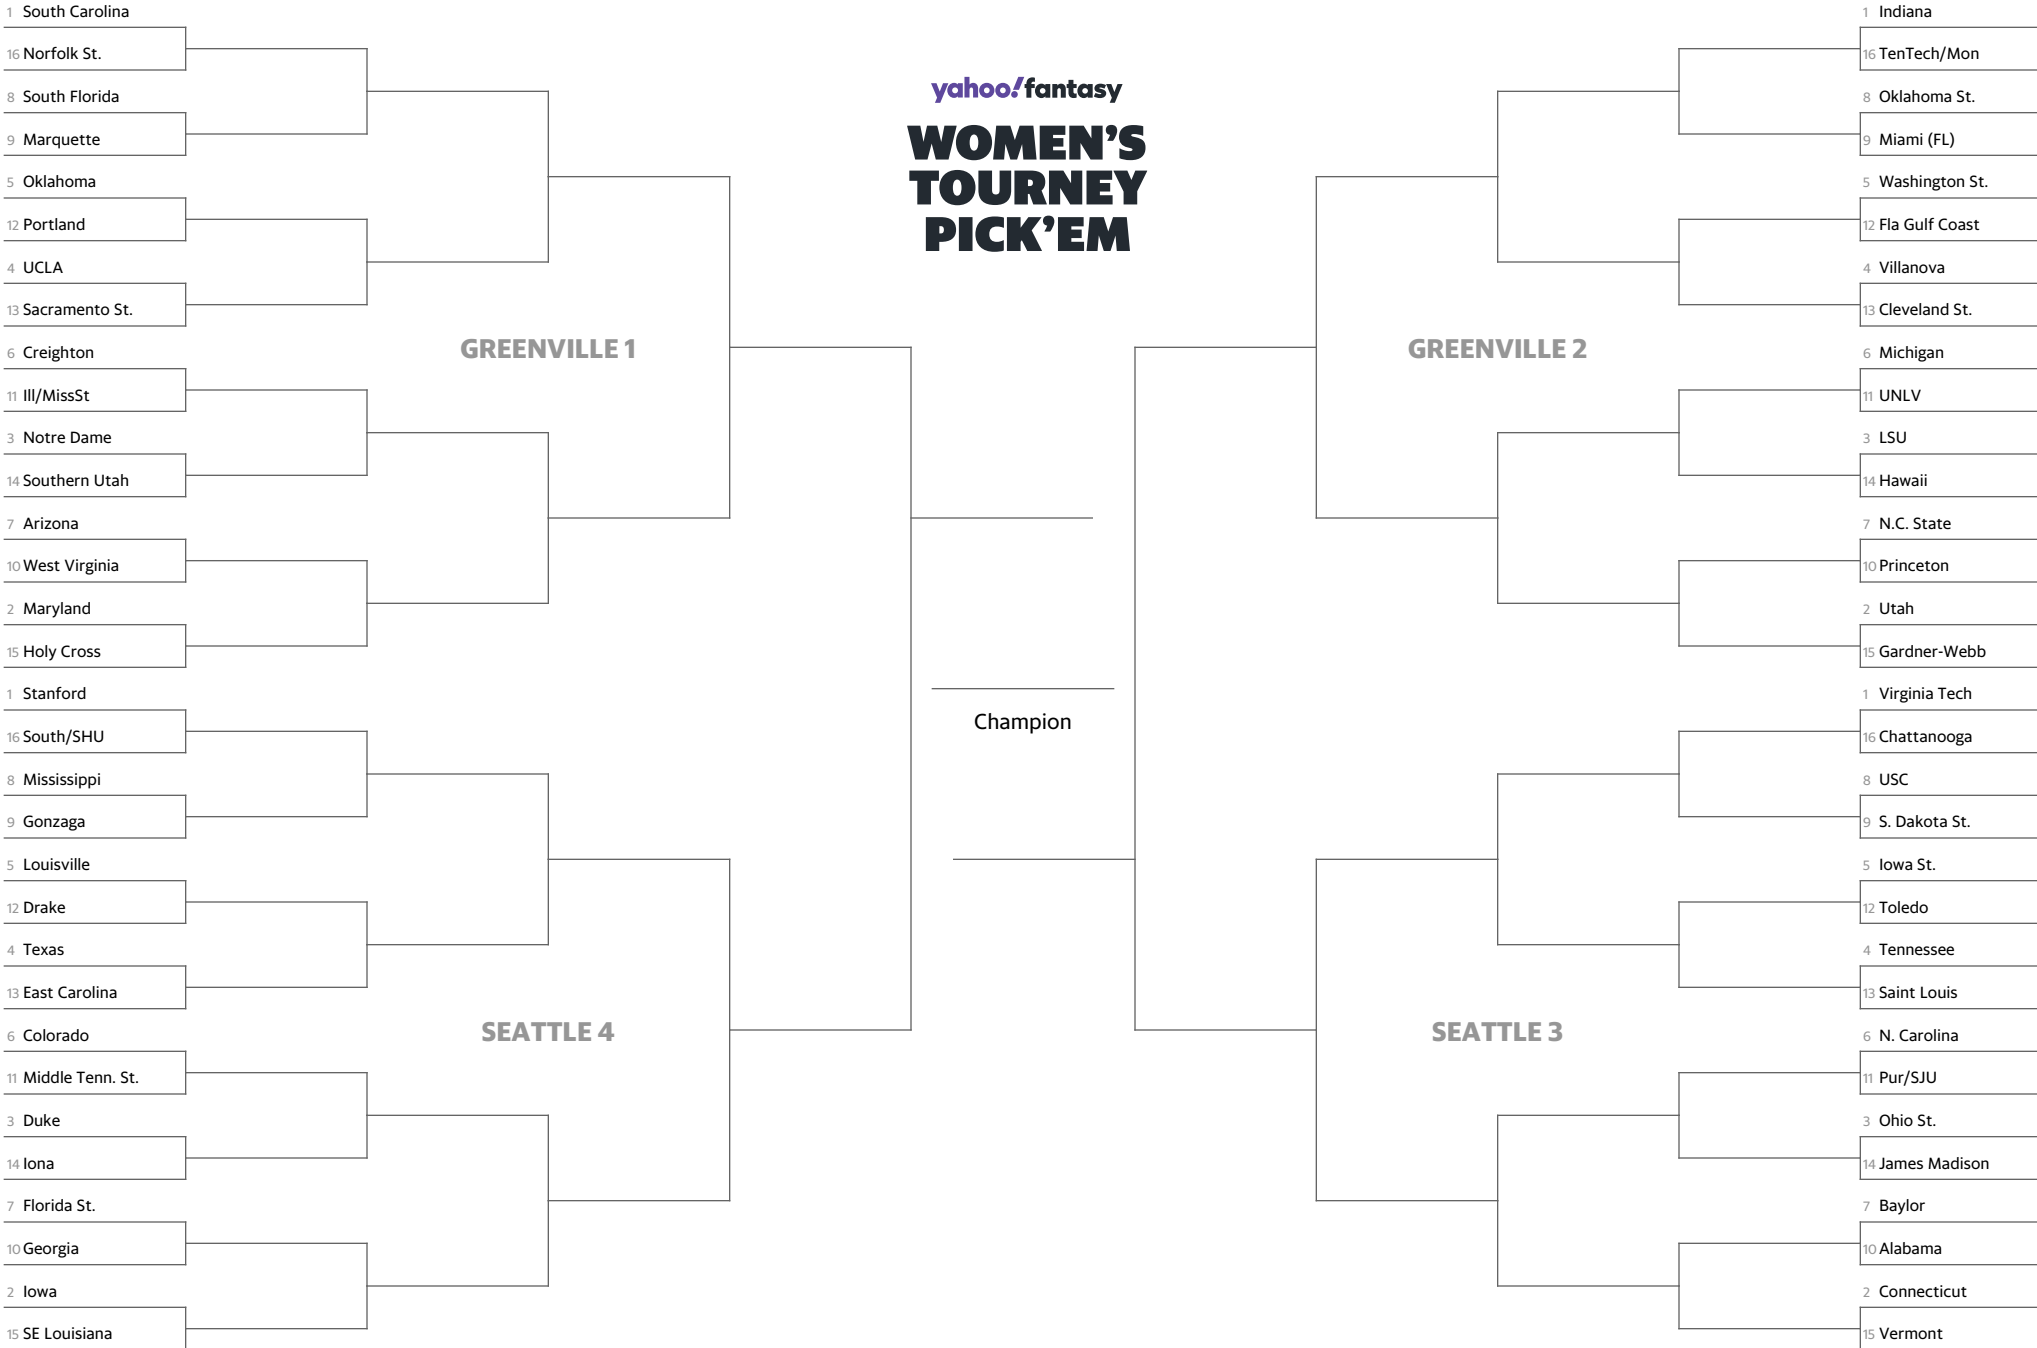 yahoo!fantasy
WOMEN'S
TOURNEY
PICK'EM
1 South Carolina
16 Norfolk St.
8 South Florida
9 Marquette
5 Oklahoma
12 Portland
4 UCLA
13 Sacramento St.
GREENVILLE 1
6 Creighton
11 Ill/MissSt
3 Notre Dame
14 Southern Utah
7 Arizona
10 West Virginia
2 Maryland
15 Holy Cross
1 Stanford
16 South/SHU
8 Mississippi
9 Gonzaga
5 Louisville
12 Drake
4 Texas
13 East Carolina
SEATTLE 4
6 Colorado
11 Middle Tenn. St.
3 Duke
14 Iona
7 Florida St.
10 Georgia
2 Iowa
15 SE Louisiana
Champion
1 Indiana
16 TenTech/Mon
8 Oklahoma St.
9 Miami (FL)
5 Washington St.
12 Fla Gulf Coast
4 Villanova
13 Cleveland St.
GREENVILLE 2
6 Michigan
11 UNLV
3 LSU
14 Hawaii
7 N.C. State
10 Princeton
2 Utah
15 Gardner-Webb
1 Virginia Tech
16 Chattanooga
8 USC
9 S. Dakota St.
5 Iowa St.
12 Toledo
4 Tennessee
13 Saint Louis
SEATTLE 3
6 N. Carolina
11 Pur/SJU
3 Ohio St.
14 James Madison
7 Baylor
10 Alabama
2 Connecticut
15 Vermont